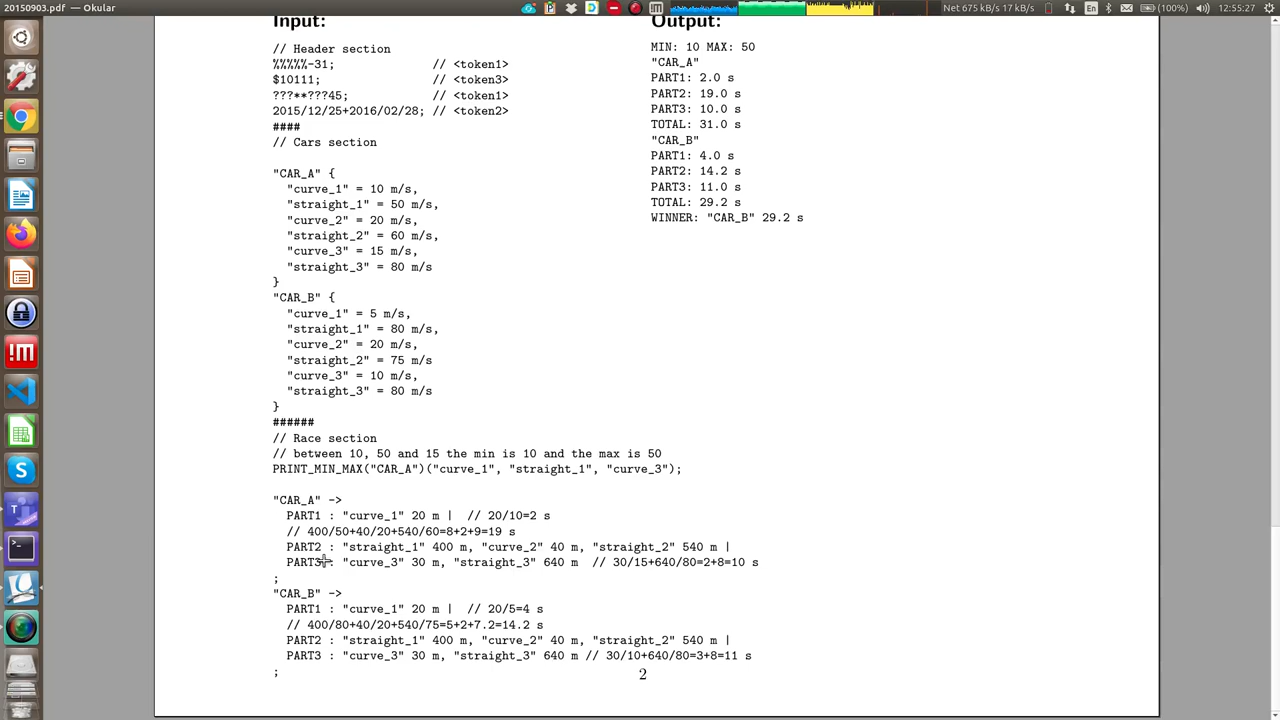 20150903.pdf — Okular
Net 675 kB/s 17 kB/s
En
(100%)
12:55:27
Input:
// Header section
%%%%%-31; // <token1>
$10111; // <token3>
???**???45; // <token1>
2015/12/25+2016/02/28; // <token2>
####
// Cars section
"CAR_A" {
"curve_1" = 10 m/s,
"straight_1" = 50 m/s,
"curve_2" = 20 m/s,
"straight_2" = 60 m/s,
"curve_3" = 15 m/s,
"straight_3" = 80 m/s
}
"CAR_B" {
"curve_1" = 5 m/s,
"straight_1" = 80 m/s,
"curve_2" = 20 m/s,
"straight_2" = 75 m/s
"curve_3" = 10 m/s,
"straight_3" = 80 m/s
}
######
// Race section
// between 10, 50 and 15 the min is 10 and the max is 50
PRINT_MIN_MAX("CAR_A")("curve_1", "straight_1", "curve_3");
"CAR_A" ->
PART1 : "curve_1" 20 m | // 20/10=2 s
// 400/50+40/20+540/60=8+2+9=19 s
PART2 : "straight_1" 400 m, "curve_2" 40 m, "straight_2" 540 m |
PART3 : "curve_3" 30 m, "straight_3" 640 m // 30/15+640/80=2+8=10 s
;
"CAR_B" ->
PART1 : "curve_1" 20 m | // 20/5=4 s
// 400/80+40/20+540/75=5+2+7.2=14.2 s
PART2 : "straight_1" 400 m, "curve_2" 40 m, "straight_2" 540 m |
PART3 : "curve_3" 30 m, "straight_3" 640 m // 30/10+640/80=3+8=11 s
;
2
Output:
MIN: 10 MAX: 50
"CAR_A"
PART1: 2.0 s
PART2: 19.0 s
PART3: 10.0 s
TOTAL: 31.0 s
"CAR_B"
PART1: 4.0 s
PART2: 14.2 s
PART3: 11.0 s
TOTAL: 29.2 s
WINNER: "CAR_B" 29.2 s